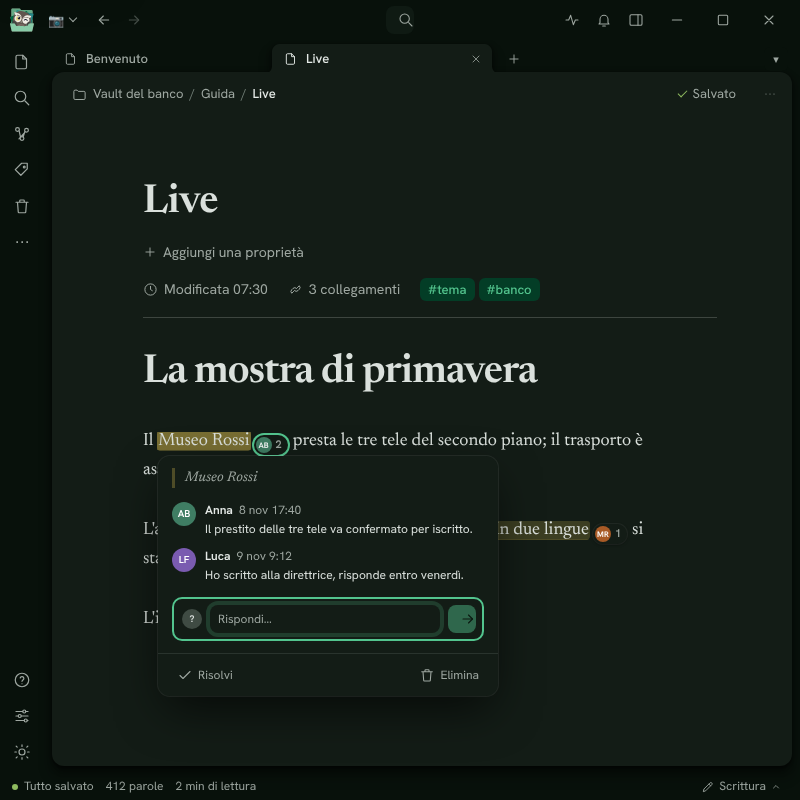 Benvenuto
Live
Vault del banco / Guida / Live
Salvato
Live
Aggiungi una proprietà
Modificata 07:30
3 collegamenti
#tema
#banco
La mostra di primavera
Il Museo Rossi AB 2 presta le tre tele del secondo piano; il trasporto è
as
Museo Rossi
AB Anna 8 nov 17:40
Il prestito delle tre tele va confermato per iscritto.
L'a
n due lingue MR 1 si
LF Luca 9 nov 9:12
sta
Ho scritto alla direttrice, risponde entro venerdì.
L'i
? Rispondi...
Risolvi
Elimina
Tutto salvato
412 parole
2 min di lettura
Scrittura